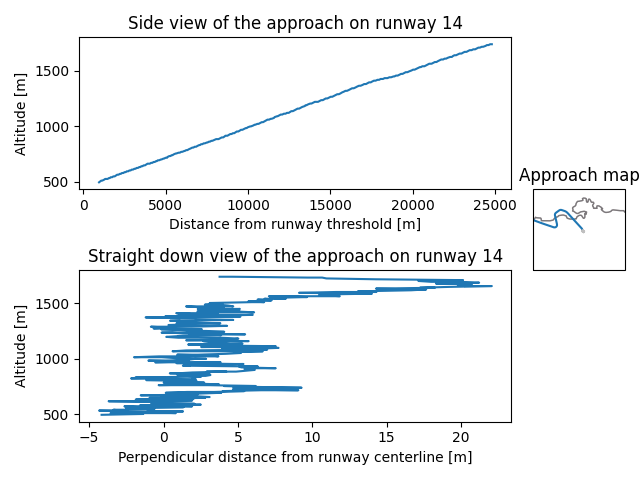 Side view of the approach on runway 14
Altitude [m]
1500
1000
500
0
5000
10000
15000
20000
25000
Distance from runway threshold [m]
Approach map
Straight down view of the approach on runway 14
Altitude [m]
1500
1000
500
−5
0
5
10
15
20
Perpendicular distance from runway centerline [m]